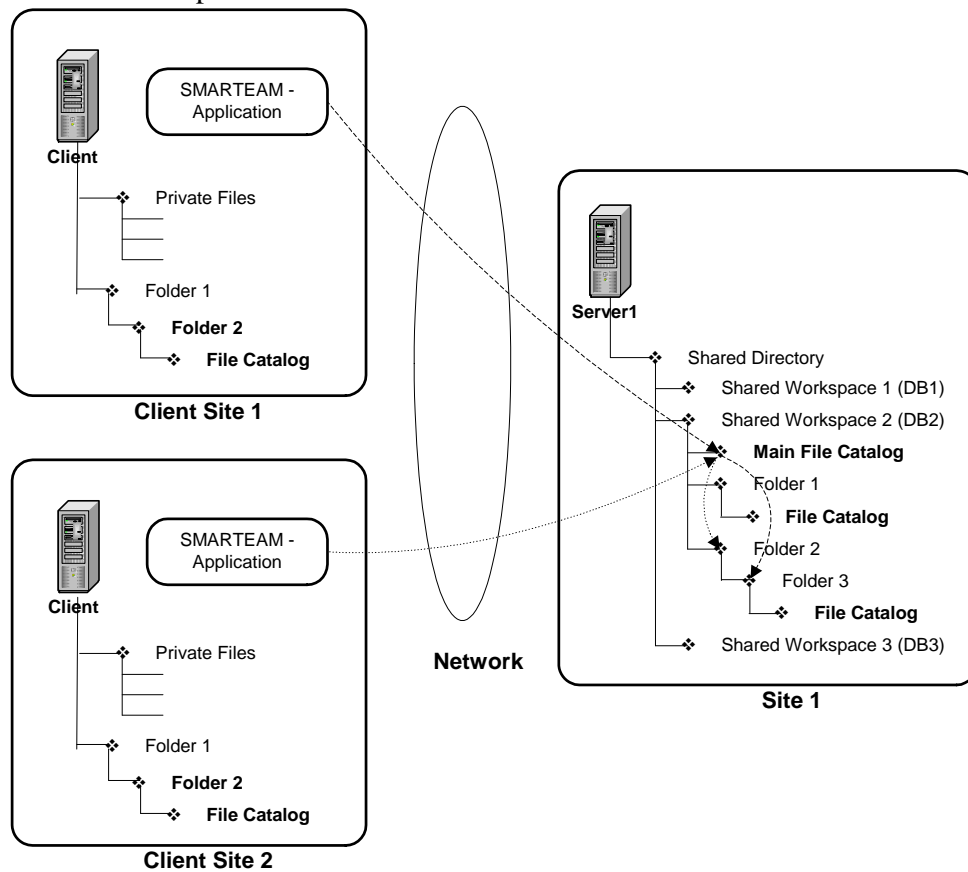 SMARTEAM -
Application
Client
Private Files
Folder 1
Folder 2
File Catalog
Client Site 1
SMARTEAM -
Application
Client
Private Files
Folder 1
Folder 2
File Catalog
Client Site 2
Network
Server1
Shared Directory
Shared Workspace 1 (DB1)
Shared Workspace 2 (DB2)
Main File Catalog
Folder 1
File Catalog
Folder 2
Folder 3
File Catalog
Shared Workspace 3 (DB3)
Site 1